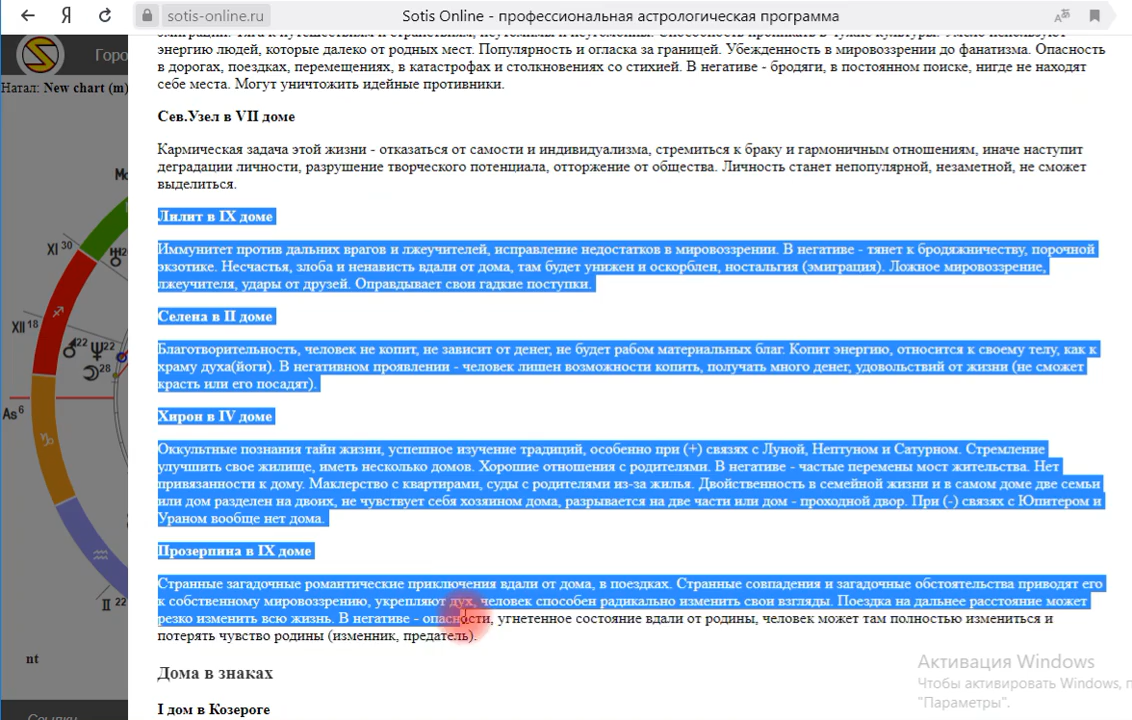 sotis-online.ru
Sotis Online - профессиональная астрологическая программа
Горо
Натал: New chart (m)
энергию людей, которые далеко от родных мест. Популярность и огласка за границей. Убежденность в мировоззрении до фанатизма. Опасность
в дорогах, поездках, перемещениях, в катастрофах и столкновениях со стихией. В негативе - бродяги, в постоянном поиске, нигде не находят
себе места. Могут уничтожить идейные противники.
Сев.Узел в VII доме
Кармическая задача этой жизни - отказаться от самости и индивидуализма, стремиться к браку и гармоничным отношениям, иначе наступит
деградации личности, разрушение творческого потенциала, отторжение от общества. Личность станет непопулярной, незаметной, не сможет
выделиться.
Лилит в IX доме
Иммунитет против дальних врагов и лжеучителей, исправление недостатков в мировоззрении. В негативе - тянет к бродяжничеству, порочной
экзотике. Несчастья, злоба и ненависть вдали от дома, там будет унижен и оскорблен, ностальгия (эмиграция). Ложное мировоззрение,
лжеучителя, удары от друзей. Оправдывает свои гадкие поступки.
Селена в II доме
Благотворительность, человек не копит, не зависит от денег, не будет рабом материальных благ. Копит энергию, относится к своему телу, как к
храму духа(йоги). В негативном проявлении - человек лишен возможности копить, получать много денег, удовольствий от жизни (не сможет
красть или его посадят).
Хирон в IV доме
Оккультные познания тайн жизни, успешное изучение традиций, особенно при (+) связях с Луной, Нептуном и Сатурном. Стремление
улучшить свое жилище, иметь несколько домов. Хорошие отношения с родителями. В негативе - частые перемены мост жительства. Нет
привязанности к дому. Маклерство с квартирами, суды с родителями из-за жилья. Двойственность в семейной жизни и в самом доме две семьи
или дом разделен на двоих, не чувствует себя хозяином дома, разрывается на две части или дом - проходной двор. При (-) связях с Юпитером и
Ураном вообще нет дома.
Прозерпина в IX доме
Странные загадочные романтические приключения вдали от дома, в поездках. Странные совпадения и загадочные обстоятельства приводят его
к собственному мировоззрению, укрепляют дух, человек способен радикально изменить свои взгляды. Поездка на дальнее расстояние может
резко изменить всю жизнь. В негативе - опасности, угнетенное состояние вдали от родины, человек может там полностью измениться и
потерять чувство родины (изменник, предатель).
Дома в знаках
I дом в Козероге
XI 30
XII 18
22 22
28
As 6
II 22
nt
Активация Windows
Чтобы активировать Windows, п
"Параметры".